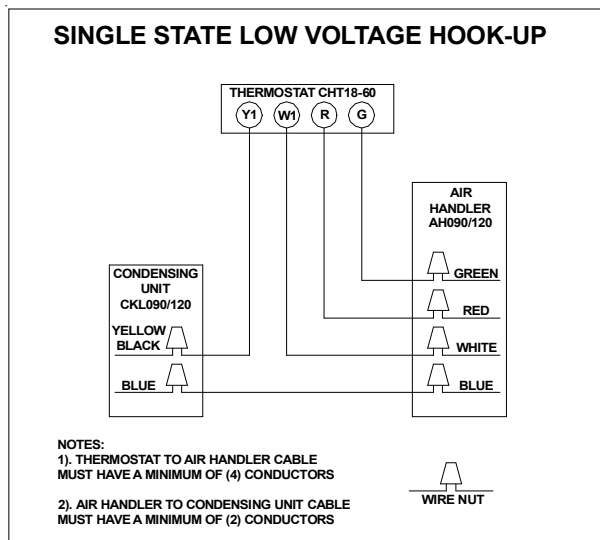 SINGLE STATE LOW VOLTAGE HOOK-UP
THERMOSTAT CHT18-60
Y1 W1 R G
AIR
HANDLER
AH090/120
GREEN
RED
WHITE
BLUE
CONDENSING
UNIT
CKL090/120
YELLOW
BLACK
BLUE
NOTES:
1). THERMOSTAT TO AIR HANDLER CABLE
MUST HAVE A MINIMUM OF (4) CONDUCTORS
2). AIR HANDLER TO CONDENSING UNIT CABLE
MUST HAVE A MINIMUM OF (2) CONDUCTORS
WIRE NUT